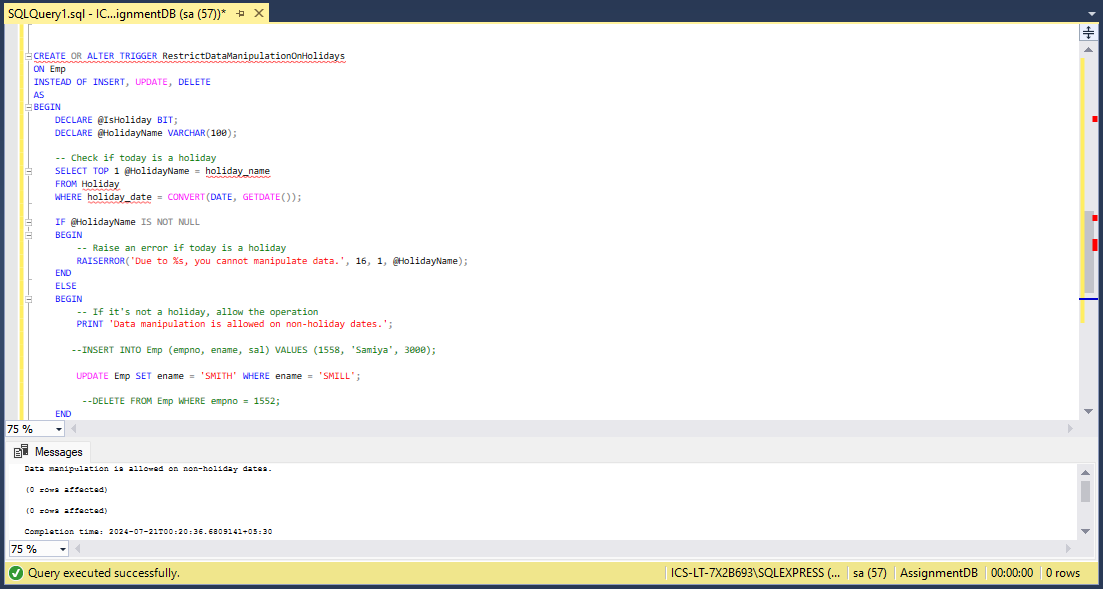 SQLQuery1.sql - IC...ignmentDB (sa (57))*
CREATE OR ALTER TRIGGER RestrictDataManipulationOnHolidays
ON Emp
INSTEAD OF INSERT, UPDATE, DELETE
AS
BEGIN
DECLARE @IsHoliday BIT;
DECLARE @HolidayName VARCHAR(100);
-- Check if today is a holiday
SELECT TOP 1 @HolidayName = holiday_name
FROM Holiday
WHERE holiday_date = CONVERT(DATE, GETDATE());
IF @HolidayName IS NOT NULL
BEGIN
-- Raise an error if today is a holiday
RAISERROR('Due to %s, you cannot manipulate data.', 16, 1, @HolidayName);
END
ELSE
BEGIN
-- If it's not a holiday, allow the operation
PRINT 'Data manipulation is allowed on non-holiday dates.';
--INSERT INTO Emp (empno, ename, sal) VALUES (1558, 'Samiya', 3000);
UPDATE Emp SET ename = 'SMITH' WHERE ename = 'SMILL';
--DELETE FROM Emp WHERE empno = 1552;
END
75 %
Messages
Data manipulation is allowed on non-holiday dates.
(0 rows affected)
(0 rows affected)
Completion time: 2024-07-21T00:20:36.6809141+05:30
75 %
Query executed successfully.
ICS-LT-7X2B693\SQLEXPRESS (...
sa (57)
AssignmentDB
00:00:00
0 rows